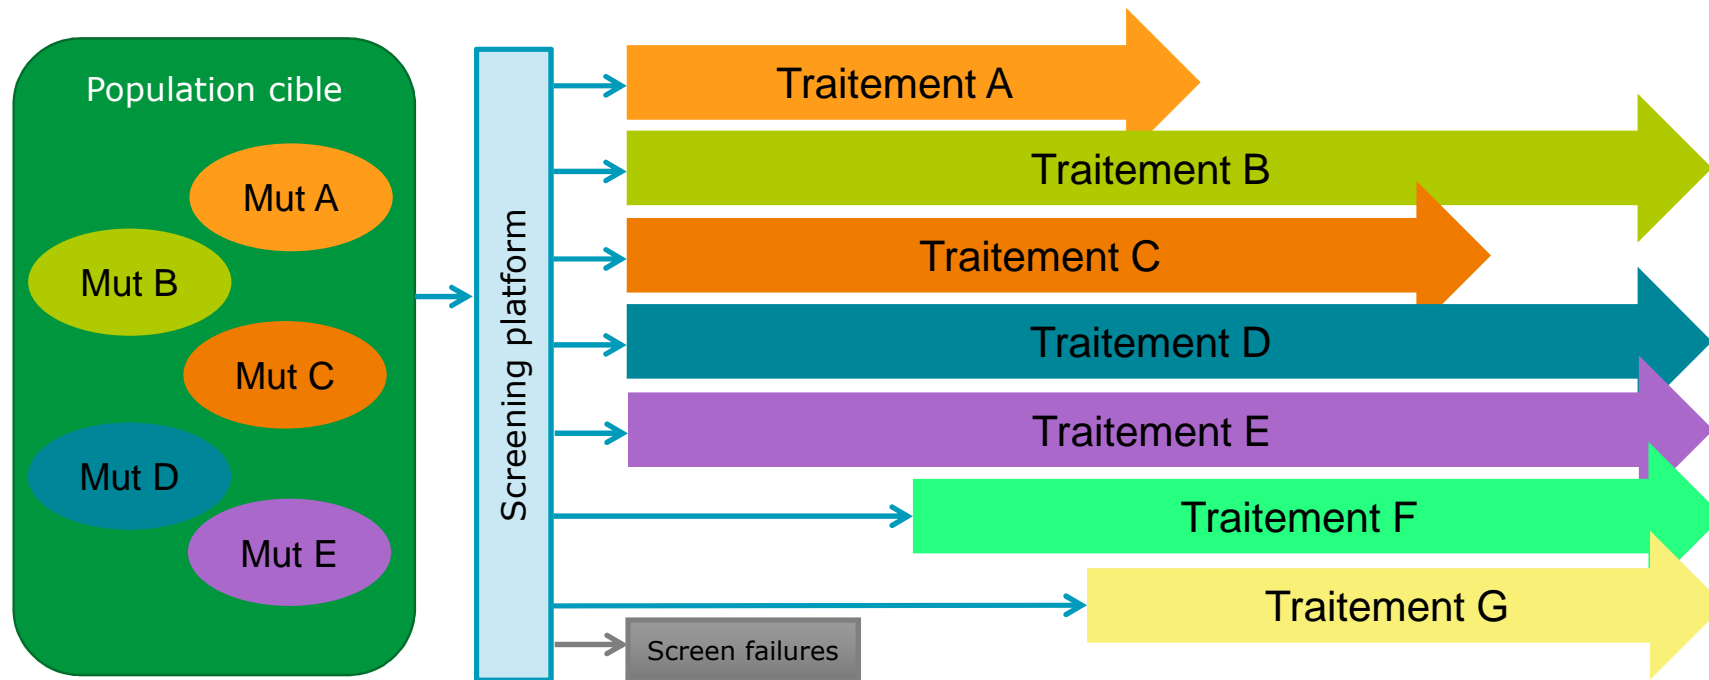 Population cible
Mut A
Mut B
Mut C
Mut D
Mut E
Screening platform
Traitement A
Traitement B
Traitement C
Traitement D
Traitement E
Traitement F
Traitement G
Screen failures